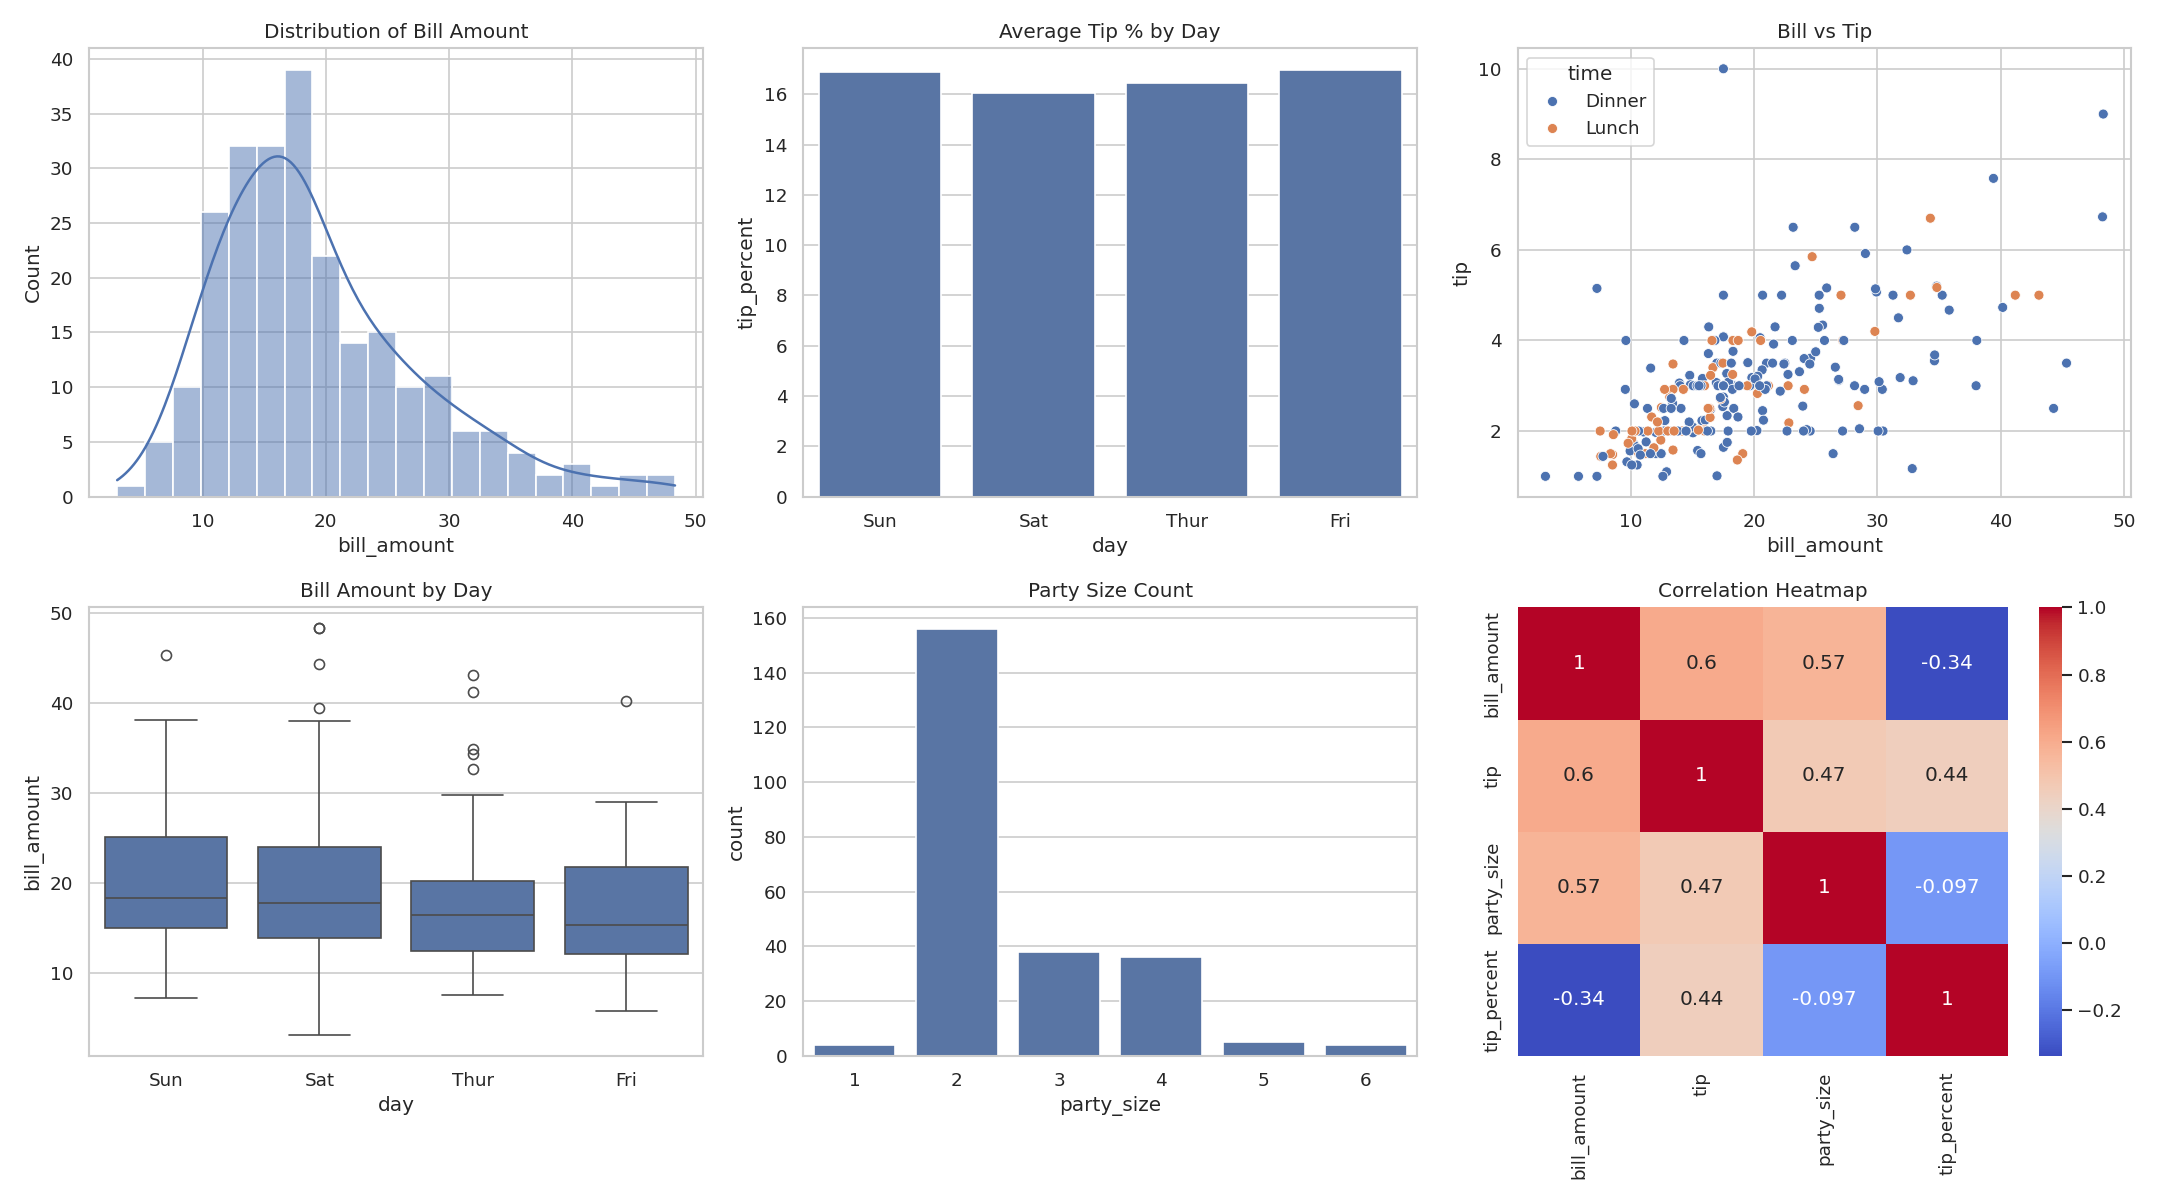 Distribution of Bill Amount
40
35
30
25
20
15
10
5
0
Count
10 20 30 40 50
bill_amount
Average Tip % by Day
16
14
12
10
8
6
4
2
0
tip_percent
Sun Sat Thur Fri
day
Bill vs Tip
time
Dinner
Lunch
10
8
6
4
2
tip
10 20 30 40 50
bill_amount
Bill Amount by Day
50
40
30
20
10
bill_amount
Sun Sat Thur Fri
day
Party Size Count
160
140
120
100
80
60
40
20
0
count
1 2 3 4 5 6
party_size
Correlation Heatmap
bill_amount
1 0.6 0.57 -0.34
tip
0.6 1 0.47 0.44
party_size
0.57 0.47 1 -0.097
tip_percent
-0.34 0.44 -0.097 1
bill_amount
tip
party_size
tip_percent
1.0
0.8
0.6
0.4
0.2
0.0
−0.2